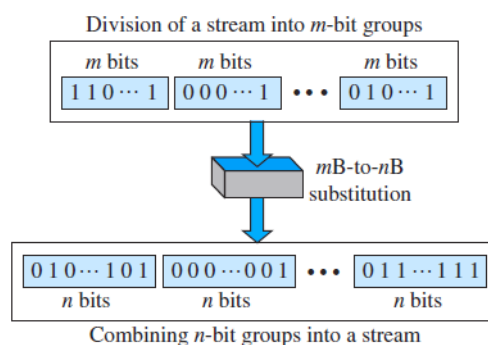 Division of a stream into m-bit groups
m bits m bits m bits
1 1 0 ··· 1 0 0 0 ··· 1 ••• 0 1 0 ··· 1
mB-to-nB
substitution
0 1 0 ··· 1 0 1 0 0 0 ··· 0 0 1 ••• 0 1 1 ··· 1 1 1
n bits n bits n bits
Combining n-bit groups into a stream